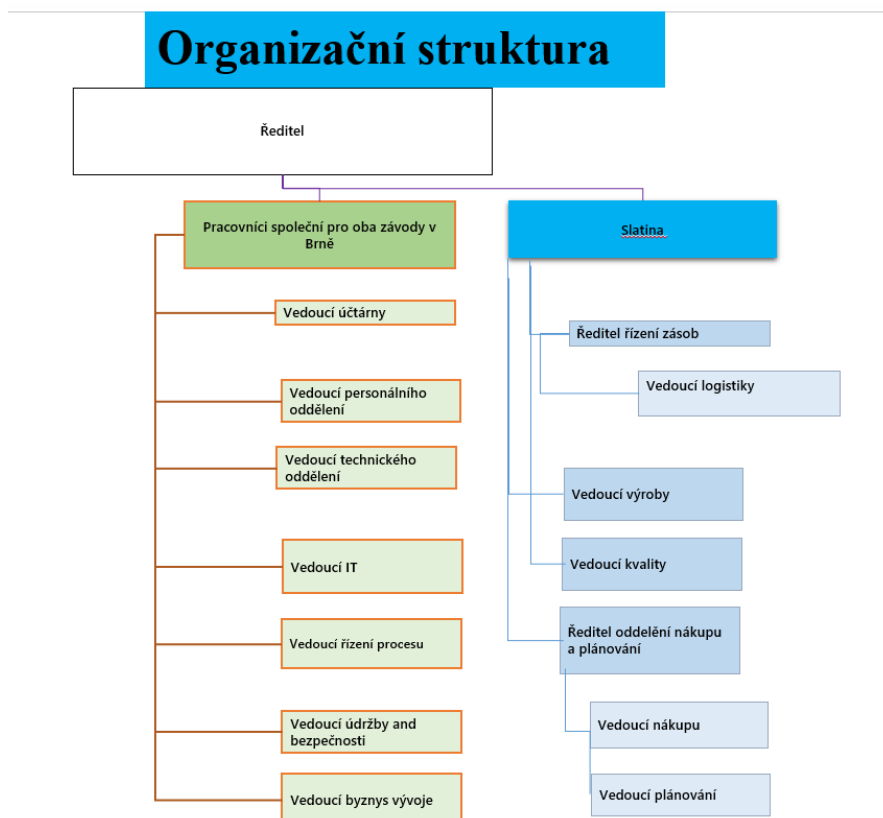 Organizační struktura
Ředitel
Pracovníci společní pro oba závody v
Brně
Vedoucí účtárny
Vedoucí personálního
oddělení
Vedoucí technického
oddělení
Vedoucí IT
Vedoucí řízení procesu
Vedoucí údržby and
bezpečnosti
Vedoucí byznys vývoje
Slatina
Ředitel řízení zásob
Vedoucí logistiky
Vedoucí výroby
Vedoucí kvality
Ředitel oddelění nákupu
a plánování
Vedoucí nákupu
Vedoucí plánování